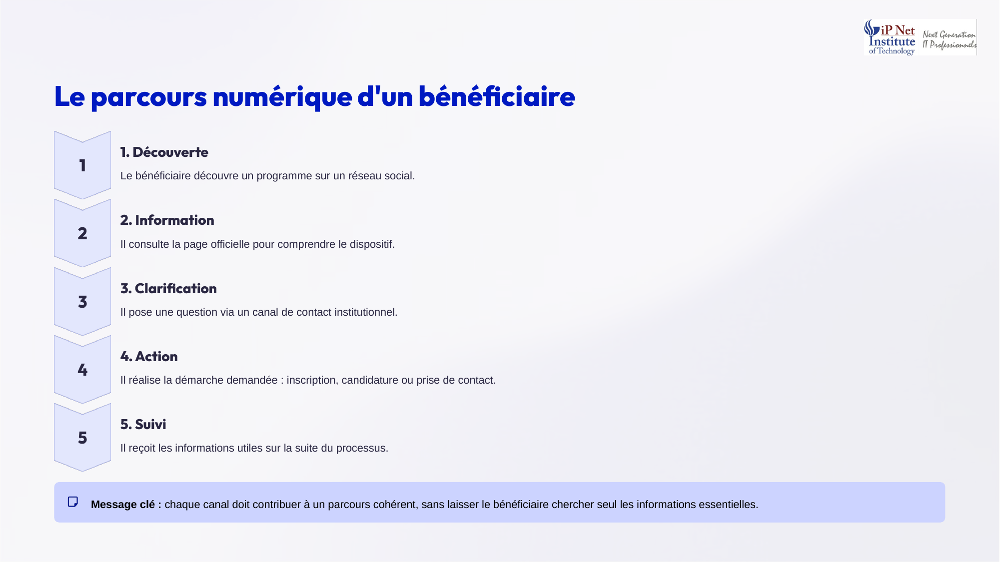 iP Net
Institute
of Technology
Next Generation
IT Professionnels
Le parcours numérique d'un bénéficiaire
1
1. Découverte
Le bénéficiaire découvre un programme sur un réseau social.
2
2. Information
Il consulte la page officielle pour comprendre le dispositif.
3
3. Clarification
Il pose une question via un canal de contact institutionnel.
4
4. Action
Il réalise la démarche demandée : inscription, candidature ou prise de contact.
5
5. Suivi
Il reçoit les informations utiles sur la suite du processus.
Message clé : chaque canal doit contribuer à un parcours cohérent, sans laisser le bénéficiaire chercher seul les informations essentielles.